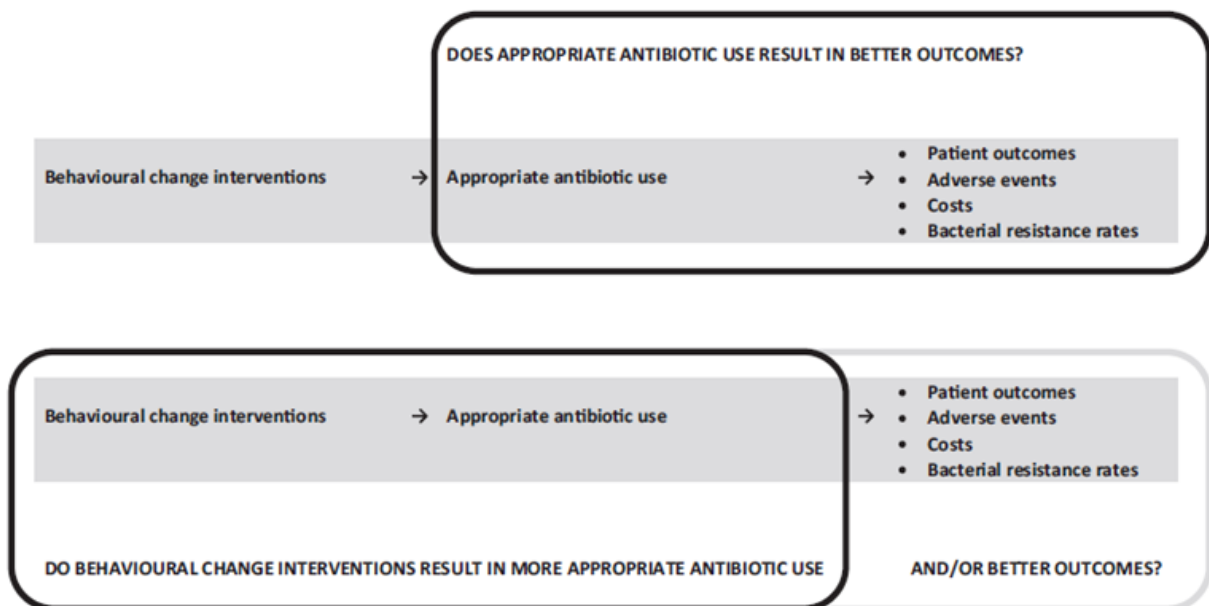 DOES APPROPRIATE ANTIBIOTIC USE RESULT IN BETTER OUTCOMES?
Behavioural change interventions → Appropriate antibiotic use →
• Patient outcomes
• Adverse events
• Costs
• Bacterial resistance rates
Behavioural change interventions → Appropriate antibiotic use →
• Patient outcomes
• Adverse events
• Costs
• Bacterial resistance rates
DO BEHAVIOURAL CHANGE INTERVENTIONS RESULT IN MORE APPROPRIATE ANTIBIOTIC USE AND/OR BETTER OUTCOMES?